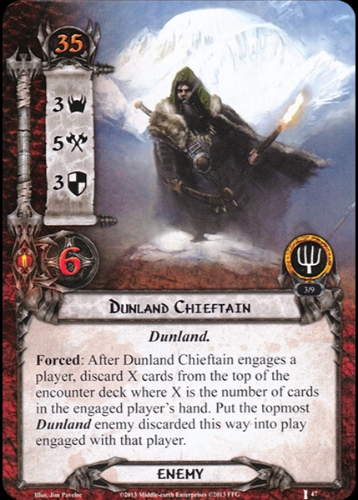 35
3
5
3
6
3/9
Dunland Chieftain
Dunland.
Forced: After Dunland Chieftain engages a
player, discard X cards from the top of the
encounter deck where X is the number of cards
in the engaged player's hand. Put the topmost
Dunland enemy discarded this way into play
engaged with that player.
ENEMY
Illus. Jim Pavelec ©2013 Middle-earth Enterprises ©2013 FFG